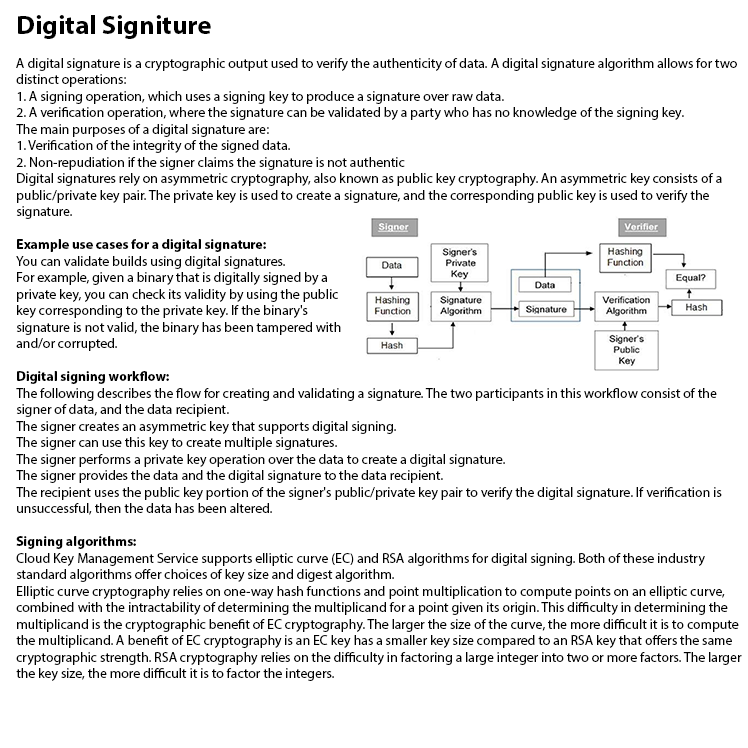 Digital Signiture
A digital signature is a cryptographic output used to verify the authenticity of data. A digital signature algorithm allows for two
distinct operations:
1. A signing operation, which uses a signing key to produce a signature over raw data.
2. A verification operation, where the signature can be validated by a party who has no knowledge of the signing key.
The main purposes of a digital signature are:
1. Verification of the integrity of the signed data.
2. Non-repudiation if the signer claims the signature is not authentic
Digital signatures rely on asymmetric cryptography, also known as public key cryptography. An asymmetric key consists of a
public/private key pair. The private key is used to create a signature, and the corresponding public key is used to verify the
signature.
Example use cases for a digital signature:
You can validate builds using digital signatures.
For example, given a binary that is digitally signed by a
private key, you can check its validity by using the public
key corresponding to the private key. If the binary's
signature is not valid, the binary has been tampered with
and/or corrupted.
Signer
Data
Hashing
Function
Hash
Signer's
Private
Key
Signature
Algorithm
Data
Signature
Verifier
Hashing
Function
Verification
Algorithm
Signer's
Public
Key
Equal?
Hash
Digital signing workflow:
The following describes the flow for creating and validating a signature. The two participants in this workflow consist of the
signer of data, and the data recipient.
The signer creates an asymmetric key that supports digital signing.
The signer can use this key to create multiple signatures.
The signer performs a private key operation over the data to create a digital signature.
The signer provides the data and the digital signature to the data recipient.
The recipient uses the public key portion of the signer's public/private key pair to verify the digital signature. If verification is
unsuccessful, then the data has been altered.
Signing algorithms:
Cloud Key Management Service supports elliptic curve (EC) and RSA algorithms for digital signing. Both of these industry
standard algorithms offer choices of key size and digest algorithm.
Elliptic curve cryptography relies on one-way hash functions and point multiplication to compute points on an elliptic curve,
combined with the intractability of determining the multiplicand for a point given its origin. This difficulty in determining the
multiplicand is the cryptographic benefit of EC cryptography. The larger the size of the curve, the more difficult it is to compute
the multiplicand. A benefit of EC cryptography is an EC key has a smaller key size compared to an RSA key that offers the same
cryptographic strength. RSA cryptography relies on the difficulty in factoring a large integer into two or more factors. The larger
the key size, the more difficult it is to factor the integers.